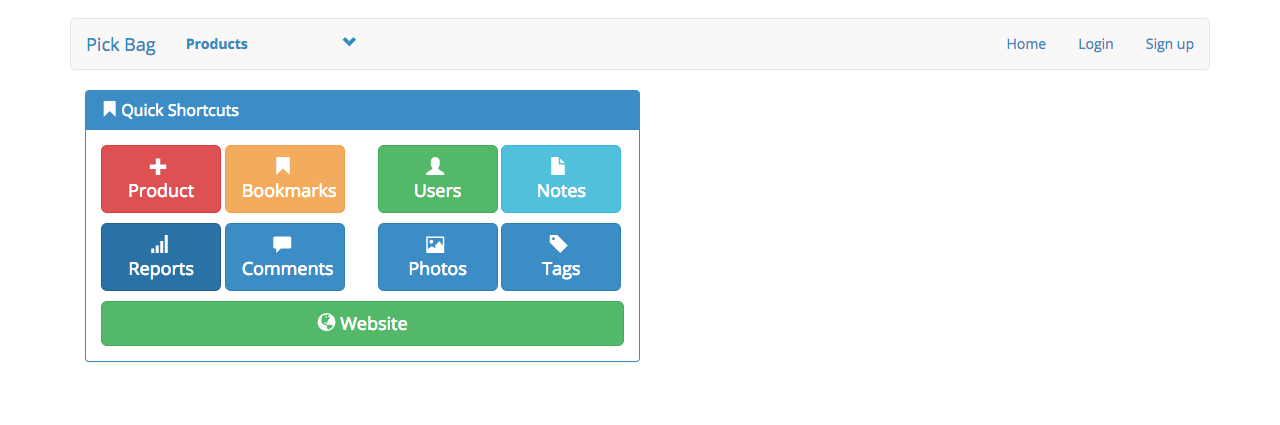 Pick Bag Products Home Login Sign up
Quick Shortcuts
Product Bookmarks Users Notes
Reports Comments Photos Tags
Website